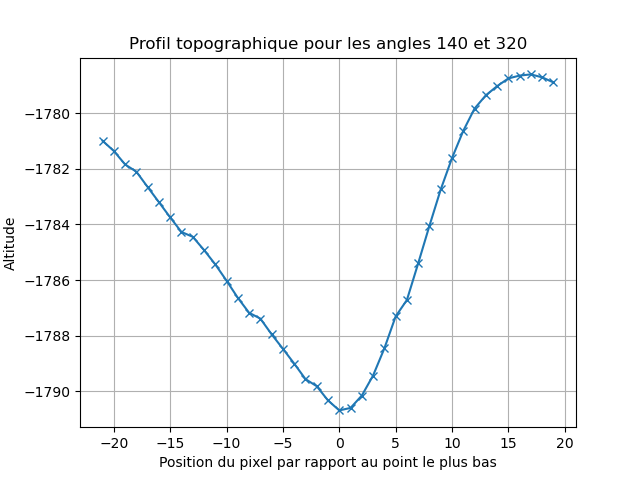 Profil topographique pour les angles 140 et 320
−1780
−1782
−1784
−1786
−1788
−1790
Altitude
−20 −15 −10 −5 0 5 10 15 20
Position du pixel par rapport au point le plus bas